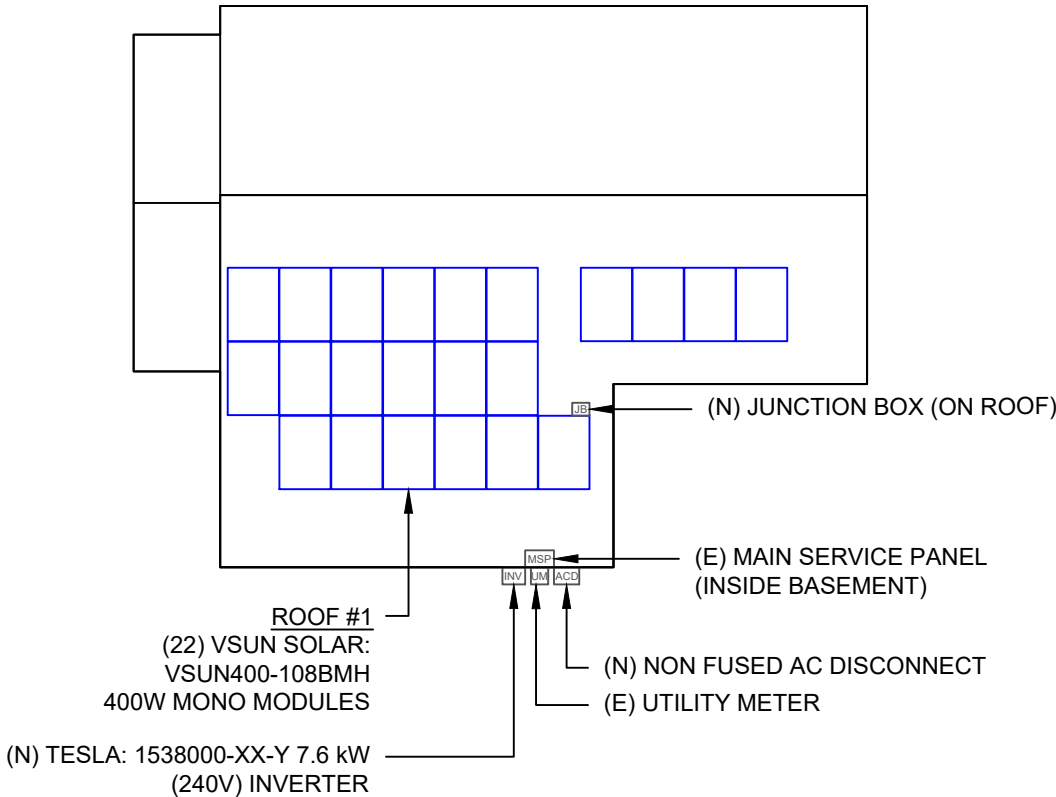 JB
(N) JUNCTION BOX (ON ROOF)
MSP
(E) MAIN SERVICE PANEL
(INSIDE BASEMENT)
INV
UM
ACD
ROOF #1
(22) VSUN SOLAR:
VSUN400-108BMH
400W MONO MODULES
(N) NON FUSED AC DISCONNECT
(E) UTILITY METER
(N) TESLA: 1538000-XX-Y 7.6 kW
(240V) INVERTER